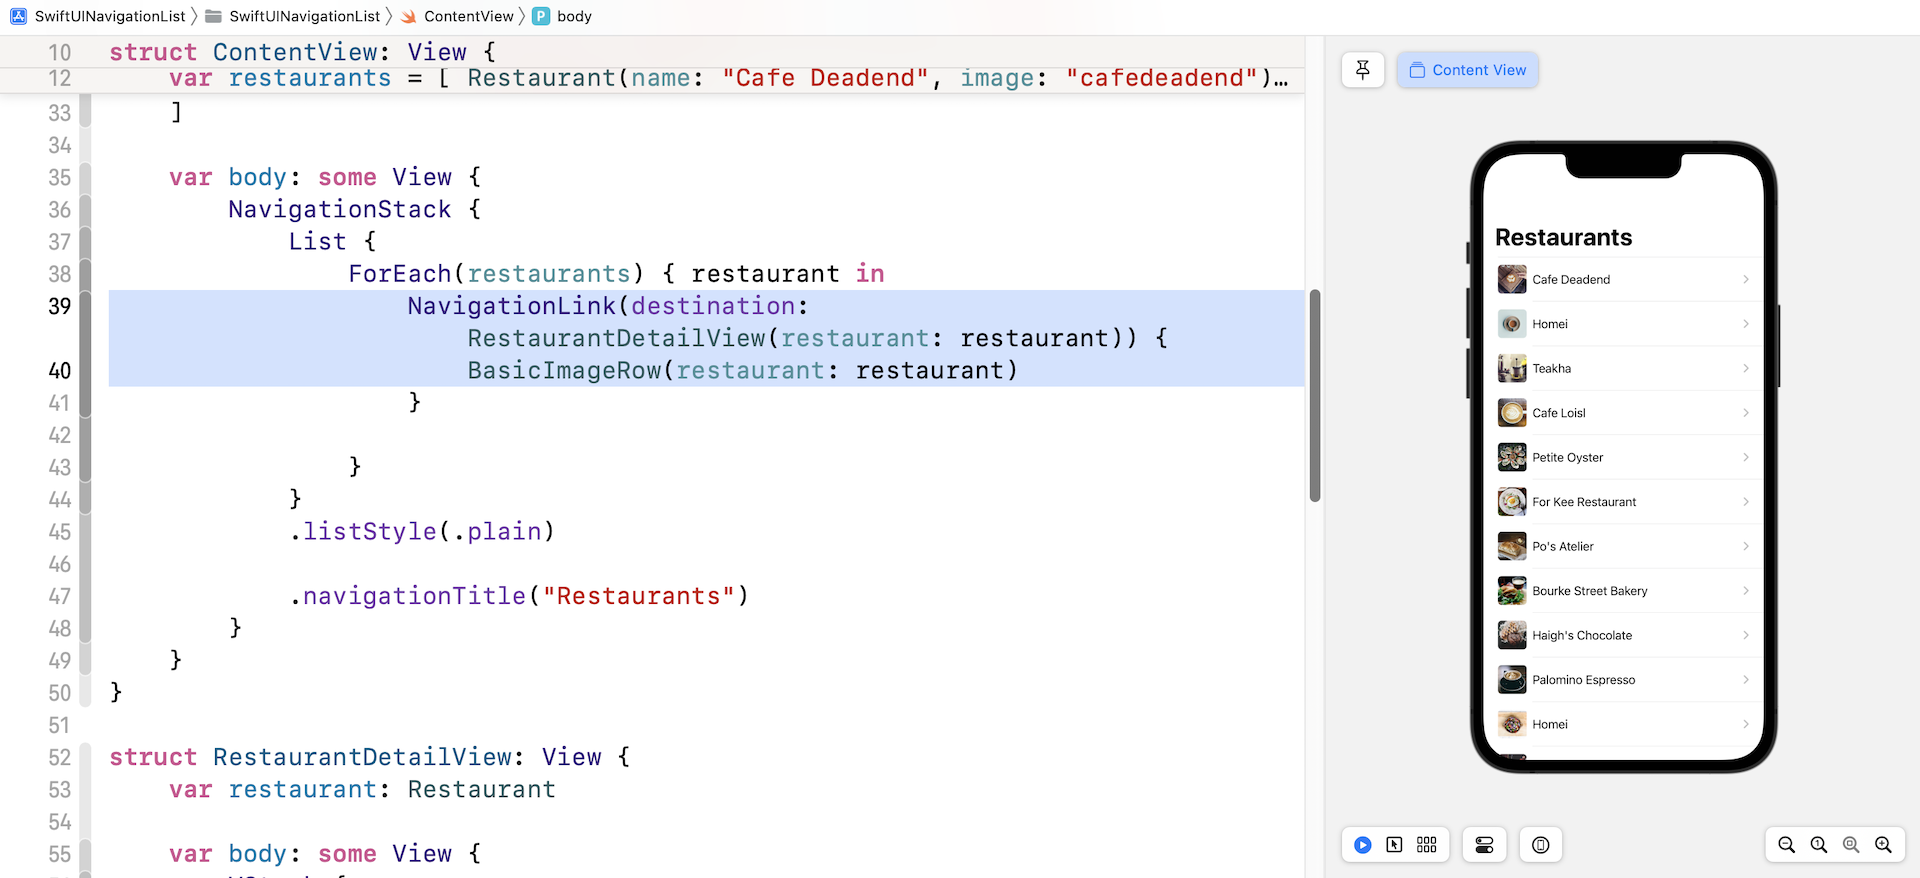 SwiftUINavigationList 〉 SwiftUINavigationList 〉 ContentView 〉 P body
10 struct ContentView: View {
12 var restaurants = [ Restaurant(name: "Cafe Deadend", image: "cafedeadend")…
33 ]
34
35 var body: some View {
36 NavigationStack {
37 List {
38 ForEach(restaurants) { restaurant in
39 NavigationLink(destination:
RestaurantDetailView(restaurant: restaurant)) {
40 BasicImageRow(restaurant: restaurant)
41 }
42
43 }
44 }
45 .listStyle(.plain)
46
47 .navigationTitle("Restaurants")
48 }
49 }
50 }
51
52 struct RestaurantDetailView: View {
53 var restaurant: Restaurant
54
55 var body: some View {
Content View
Restaurants
Cafe Deadend
Homei
Teakha
Cafe Loisl
Petite Oyster
For Kee Restaurant
Po's Atelier
Bourke Street Bakery
Haigh's Chocolate
Palomino Espresso
Homei